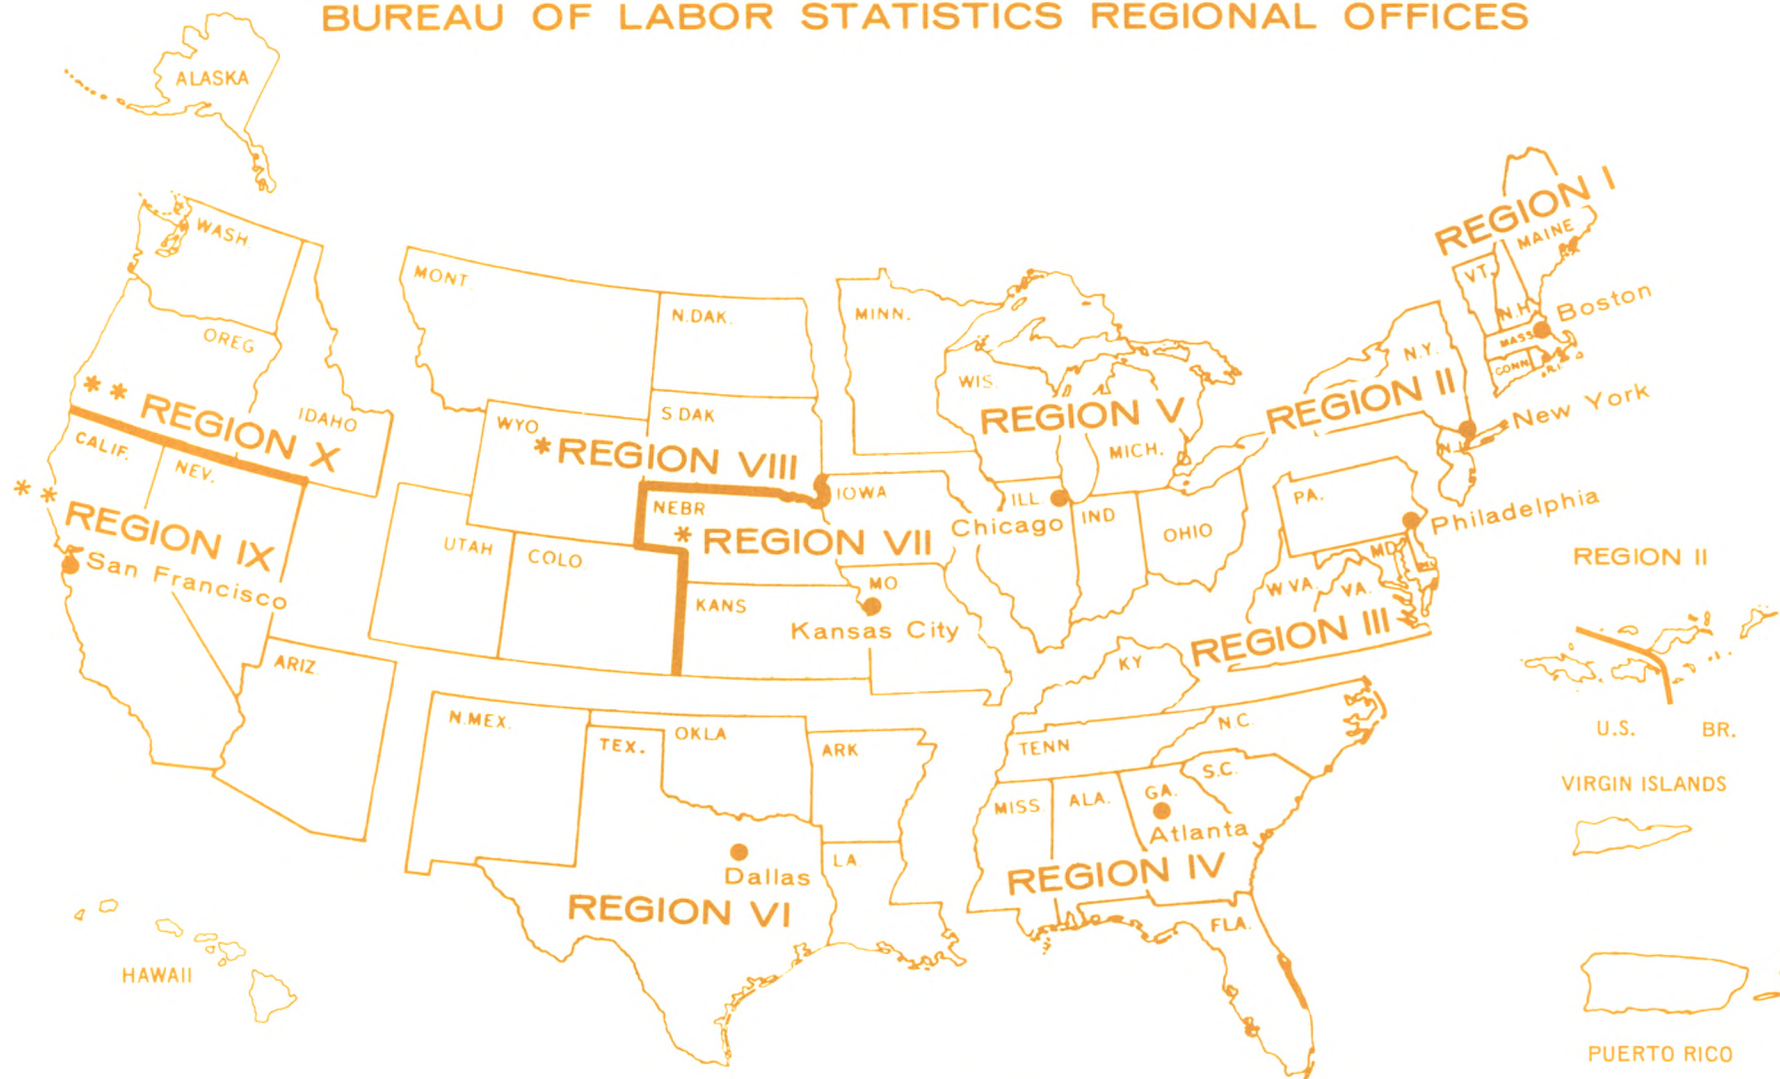 BUREAU OF LABOR STATISTICS REGIONAL OFFICES
ALASKA
REGION I
MAINE
WASH.
VT.
MONT.
N.H.
Boston
N.DAK.
MINN.
OREG
MASS
N.Y.
CONN.
R.I.
WIS.
** REGION X
IDAHO
WYO
S DAK
REGION V
REGION II
New York
CALIF.
NEV.
*REGION VIII
MICH.
N.J.
**
REGION IX
NEBR
IOWA
ILL.
Chicago
IND
OHIO
PA.
Philadelphia
* REGION VII
UTAH
COLO
MD.
REGION II
San Francisco
KANS
MO
W VA.
VA.
Kansas City
REGION III
ARIZ.
KY
N.MEX.
TEX.
OKLA
ARK
TENN
N C.
U.S.
BR.
S.C.
VIRGIN ISLANDS
MISS
ALA.
GA.
Atlanta
Dallas
LA
REGION IV
REGION VI
FLA.
HAWAII
PUERTO RICO